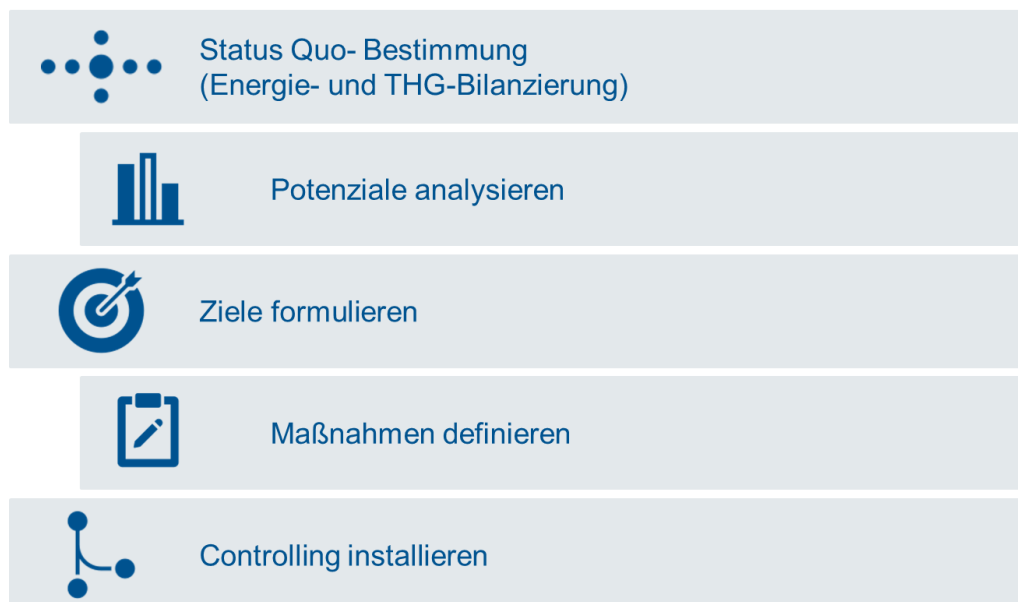 Status Quo- Bestimmung
(Energie- und THG-Bilanzierung)
Potenziale analysieren
Ziele formulieren
Maßnahmen definieren
Controlling installieren